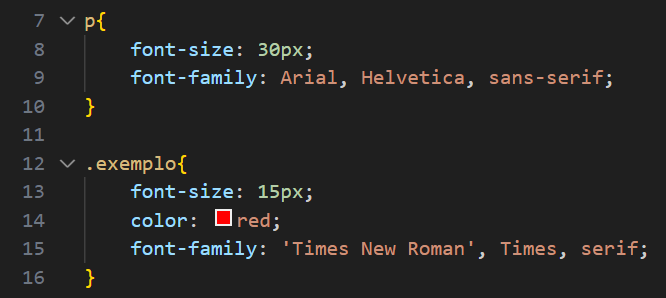 7 p{
8 font-size: 30px;
9 font-family: Arial, Helvetica, sans-serif;
10 }
11
12 .exemplo{
13 font-size: 15px;
14 color: red;
15 font-family: 'Times New Roman', Times, serif;
16 }